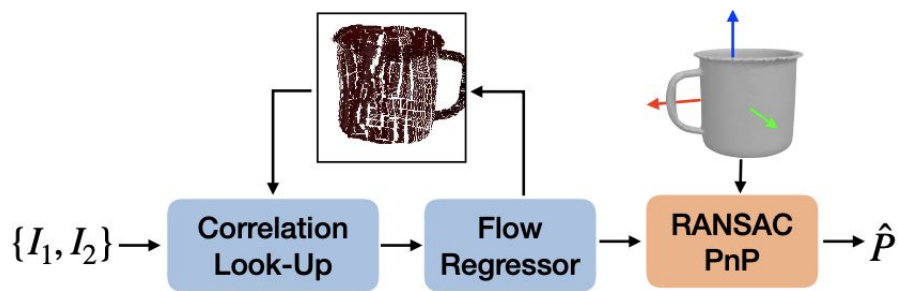 {I₁, I₂}
Correlation
Look-Up
Flow
Regressor
RANSAC
PnP
P̂